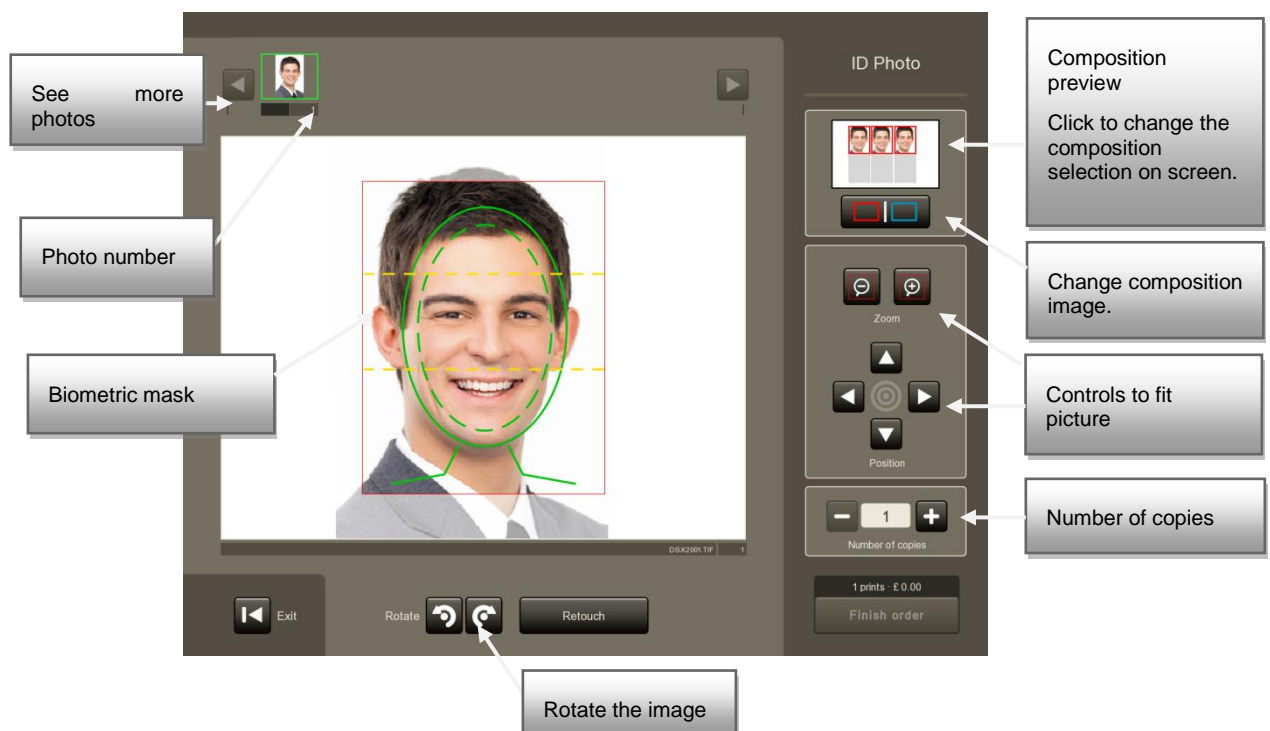 See more
photos
Photo number
Biometric mask
1
DSX2001.TIF 1
Exit
Rotate
Retouch
Rotate the image
ID Photo
Zoom
Position
1
Number of copies
1 prints · £ 0.00
Finish order
Composition
preview
Click to change the
composition
selection on screen.
Change composition
image.
Controls to fit
picture
Number of copies